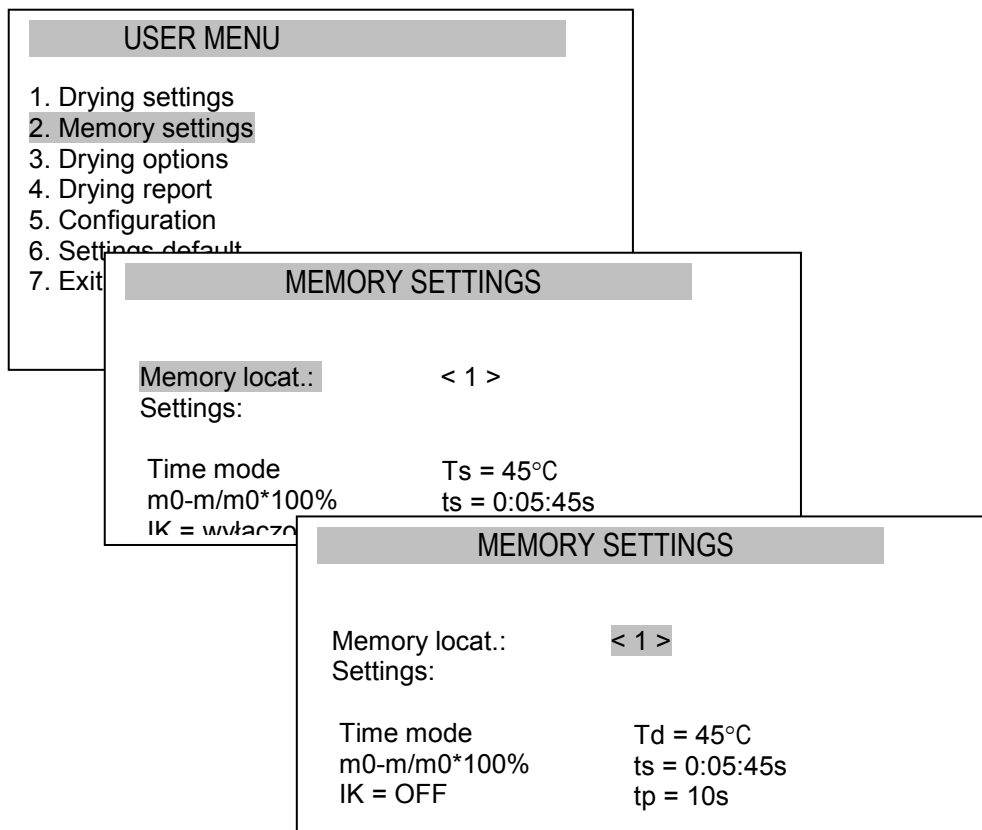 USER MENU
1. Drying settings
2. Memory settings
3. Drying options
4. Drying report
5. Configuration
6. Settings default
7. Exit
MEMORY SETTINGS
Memory locat.: < 1 >
Settings:
Time mode Ts = 45°C
m0-m/m0*100% ts = 0:05:45s
IK =
MEMORY SETTINGS
Memory locat.: < 1 >
Settings:
Time mode Td = 45°C
m0-m/m0*100% ts = 0:05:45s
IK = OFF tp = 10s